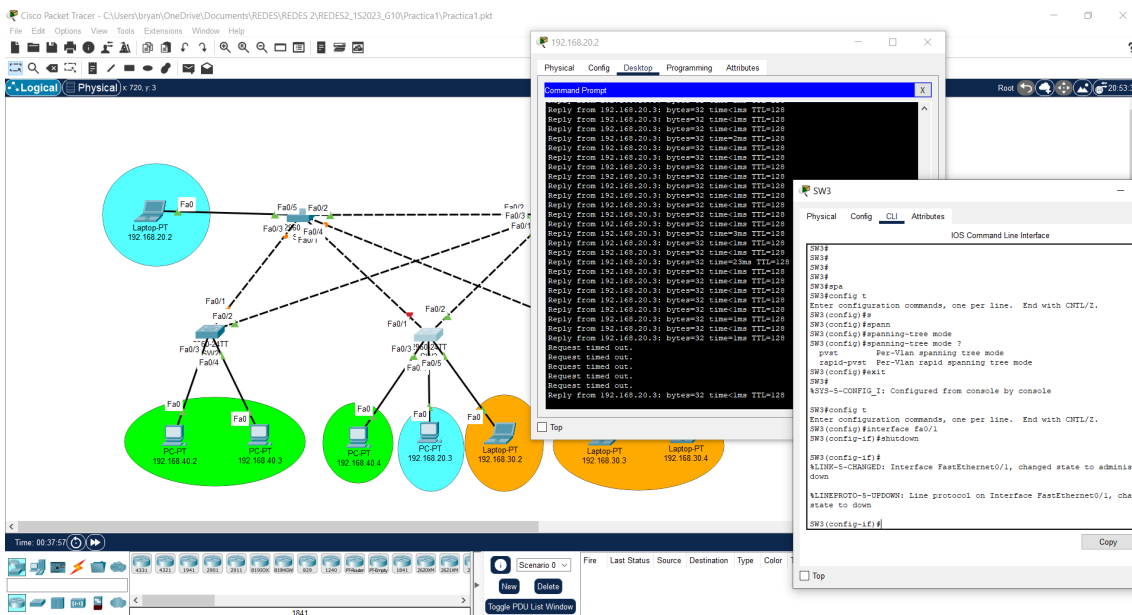 Cisco Packet Tracer - C:\Users\bryan\OneDrive\Documents\REDES\REDES 2\REDES2_1S2023_G10\Practica1\Practica1.pkt
File Edit Options View Tools Extensions Window Help
Logical Physical x: 720, y: 3
Root 20:53:3
Fa0
Laptop-PT
192.168.20.2
Fa0/5 Fa0/2
Fa0/3 Fa0/4
Fa0/1
Fa0/2
Fa0/3
Fa0/1
Fa0/1
Fa0/2
Fa0/3
SW2
Fa0/4
Fa0/1
Fa0/2
Fa0/3
Fa0/5
Fa0
PC-PT
192.168.40.2
Fa0
PC-PT
192.168.40.3
Fa0
PC-PT
192.168.40.4
Fa0
PC-PT
192.168.20.3
Fa0
Laptop-PT
192.168.30.2
Laptop-PT
192.168.30.3
Laptop-PT
192.168.30.4
192.168.20.2
Physical Config Desktop Programming Attributes
Command Prompt X
Reply from 192.168.20.3: bytes=32 time<1ms TTL=128
Reply from 192.168.20.3: bytes=32 time<1ms TTL=128
Reply from 192.168.20.3: bytes=32 time<1ms TTL=128
Reply from 192.168.20.3: bytes=32 time=2ms TTL=128
Reply from 192.168.20.3: bytes=32 time<1ms TTL=128
Reply from 192.168.20.3: bytes=32 time<1ms TTL=128
Reply from 192.168.20.3: bytes=32 time<1ms TTL=128
Reply from 192.168.20.3: bytes=32 time<1ms TTL=128
Reply from 192.168.20.3: bytes=32 time<1ms TTL=128
Reply from 192.168.20.3: bytes=32 time<1ms TTL=128
Reply from 192.168.20.3: bytes=32 time<1ms TTL=128
Reply from 192.168.20.3: bytes=32 time<1ms TTL=128
Reply from 192.168.20.3: bytes=32 time=2ms TTL=128
Reply from 192.168.20.3: bytes=32 time=3ms TTL=128
Reply from 192.168.20.3: bytes=32 time<1ms TTL=128
Reply from 192.168.20.3: bytes=32 time<1ms TTL=128
Reply from 192.168.20.3: bytes=32 time=23ms TTL=128
Reply from 192.168.20.3: bytes=32 time<1ms TTL=128
Reply from 192.168.20.3: bytes=32 time<1ms TTL=128
Reply from 192.168.20.3: bytes=32 time<1ms TTL=128
Reply from 192.168.20.3: bytes=32 time<1ms TTL=128
Reply from 192.168.20.3: bytes=32 time<1ms TTL=128
Reply from 192.168.20.3: bytes=32 time=1ms TTL=128
Reply from 192.168.20.3: bytes=32 time<1ms TTL=128
Reply from 192.168.20.3: bytes=32 time<1ms TTL=128
Request timed out.
Request timed out.
Request timed out.
Request timed out.
Request timed out.
Reply from 192.168.20.3: bytes=32 time<1ms TTL=128
Top
SW3
Physical Config CLI Attributes
IOS Command Line Interface
SW3#
SW3#
SW3#
SW3#
SW3#spa
SW3#config t
Enter configuration commands, one per line. End with CNTL/Z.
SW3(config)#s
SW3(config)#spann
SW3(config)#spanning-tree mode
SW3(config)#spanning-tree mode ?
pvst Per-Vlan spanning tree mode
rapid-pvst Per-Vlan rapid spanning tree mode
SW3(config)#exit
SW3#
%SYS-5-CONFIG_I: Configured from console by console
SW3#config t
Enter configuration commands, one per line. End with CNTL/Z.
SW3(config)#interface fa0/1
SW3(config-if)#shutdown
SW3(config-if)#
%LINK-5-CHANGED: Interface FastEthernet0/1, changed state to adminis
down
%LINEPROTO-5-UPDOWN: Line protocol on Interface FastEthernet0/1, cha
state to down
SW3(config-if)#
Copy
Top
Time: 00:37:57
4331 4321 1941 2901 2911 819IOX 819HGW 829 1240 PT-Router PT-Empty 1841 2620XM 2621XM
1841
Scenario 0
New Delete
Toggle PDU List Window
Fire Last Status Source Destination Type Color